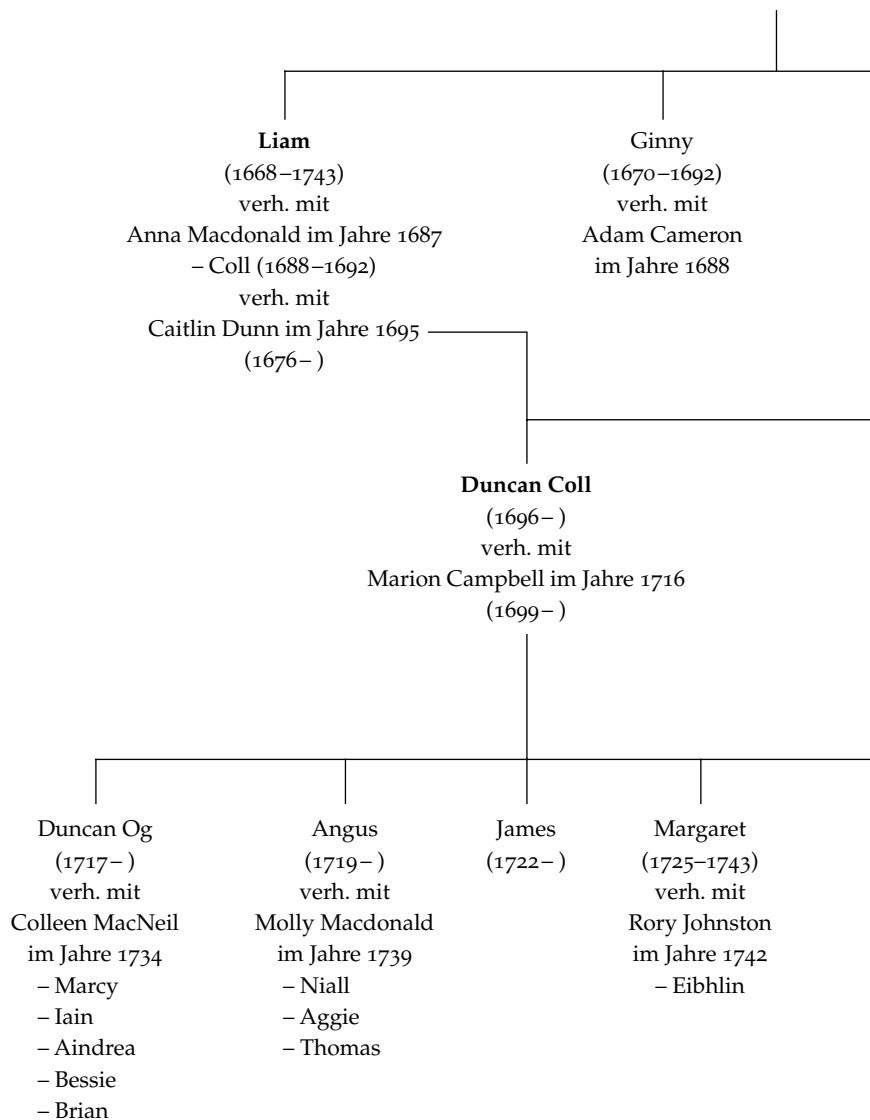 Liam
(1668–1743)
verh. mit
Anna Macdonald im Jahre 1687
– Coll (1688–1692)
verh. mit
Caitlin Dunn im Jahre 1695
(1676– )
Ginny
(1670–1692)
verh. mit
Adam Cameron
im Jahre 1688
Duncan Coll
(1696– )
verh. mit
Marion Campbell im Jahre 1716
(1699– )
Duncan Og
(1717– )
verh. mit
Colleen MacNeil
im Jahre 1734
– Marcy
– Iain
– Aindrea
– Bessie
– Brian
Angus
(1719– )
verh. mit
Molly Macdonald
im Jahre 1739
– Niall
– Aggie
– Thomas
James
(1722– )
Margaret
(1725–1743)
verh. mit
Rory Johnston
im Jahre 1742
– Eibhlin